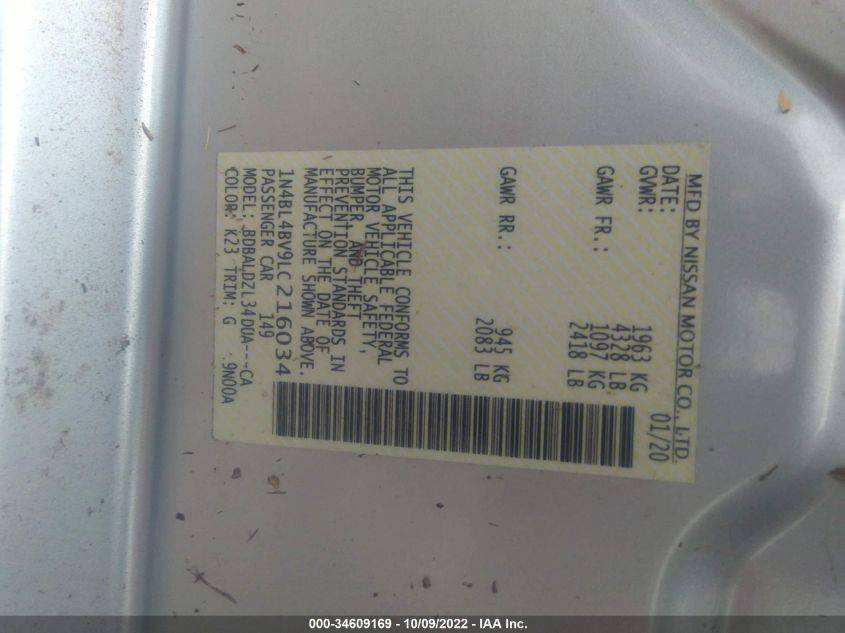 MFD BY NISSAN MOTOR CO., LTD.
DATE: 01/20
GVWR: 1963 KG
4328 LB
GAWR FR.: 1097 KG
2418 LB
GAWR RR.: 945 KG
2083 LB
THIS VEHICLE CONFORMS TO
ALL APPLICABLE FEDERAL
MOTOR VEHICLE SAFETY,
BUMPER, AND THEFT
PREVENTION STANDARDS IN
EFFECT ON THE DATE OF
MANUFACTURE SHOWN ABOVE.
1N4BL4BV9LC216034
PASSENGER CAR 149
MODEL: BDBALDZL34DUA---CA
COLOR: K23 TRIM: G 9N00A
000-34609169 - 10/09/2022 - IAA Inc.